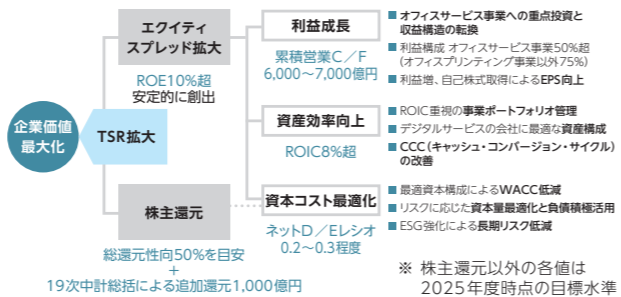 企業価値
最大化
TSR拡大
エクイティ
スプレッド拡大
ROE10%超
安定的に創出
株主還元
総還元性向50%を目安
+
19次中計総括による追加還元1,000億円
利益成長
累積営業C／F
6,000〜7,000億円
■ オフィスサービス事業への重点投資と
収益構造の転換
■ 利益構成 オフィスサービス事業50%超
(オフィスプリンティング事業以外75%)
■ 利益増、自己株式取得によるEPS向上
資産効率向上
ROIC8%超
■ ROIC重視の事業ポートフォリオ管理
■ デジタルサービスの会社に最適な資産構成
■ CCC(キャッシュ・コンバージョン・サイクル)
の改善
資本コスト最適化
ネットD／Eレシオ
0.2〜0.3程度
■ 最適資本構成によるWACC低減
■ リスクに応じた資本量最適化と負債積極活用
■ ESG強化による長期リスク低減
※ 株主還元以外の各値は
2025年度時点の目標水準